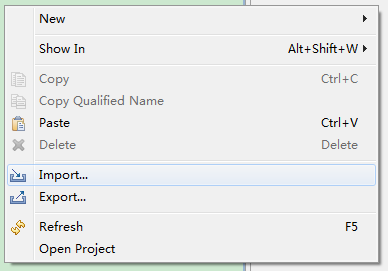 New
Show In Alt+Shift+W
Copy Ctrl+C
Copy Qualified Name
Paste Ctrl+V
Delete Delete
Import...
Export...
Refresh F5
Open Project